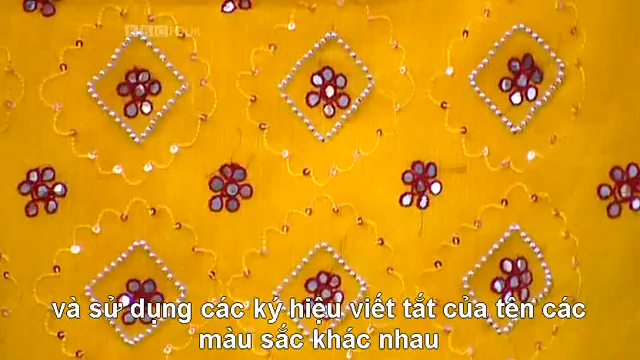 và sử dụng các ký hiệu viết tắt của tên các
màu sắc khác nhau